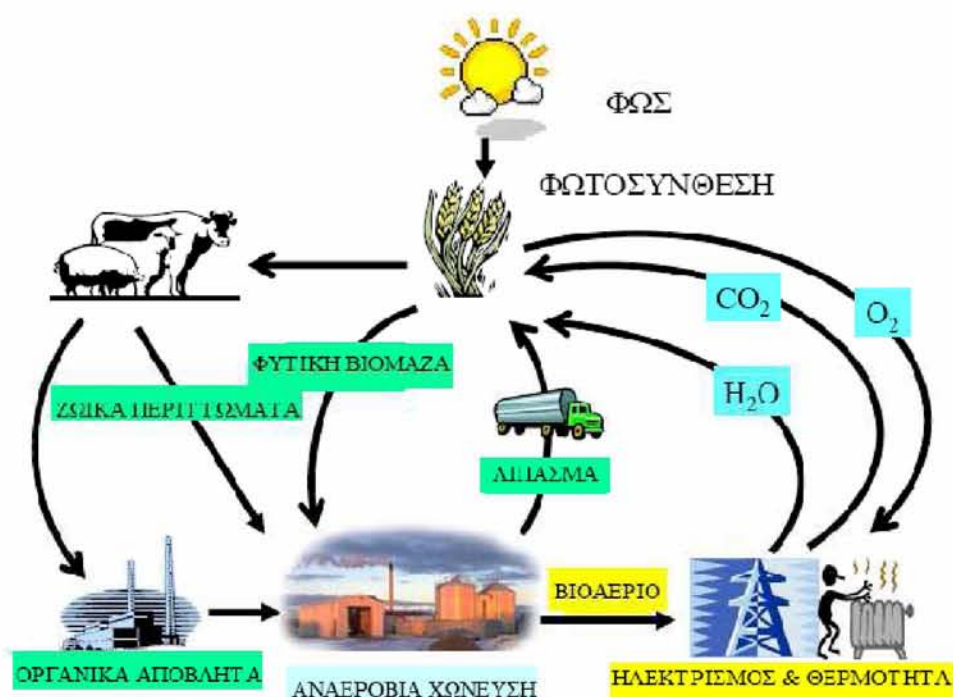 ΦΩΣ
ΦΩΤΟΣΥΝΘΕΣΗ
CO₂
O₂
ΦΥΤΙΚΗ ΒΙΟΜΑΖΑ
H₂O
ΖΩΙΚΑ ΠΕΡΙΤΤΩΜΑΤΑ
ΛΙΠΑΣΜΑ
ΒΙΟΑΕΡΙΟ
ΟΡΓΑΝΙΚΑ ΑΠΟΒΛΗΤΑ
ΑΝΑΕΡΟΒΙΑ ΧΩΝΕΥΣΗ
ΗΛΕΚΤΡΙΣΜΟΣ & ΘΕΡΜΟΤΗΤΑ